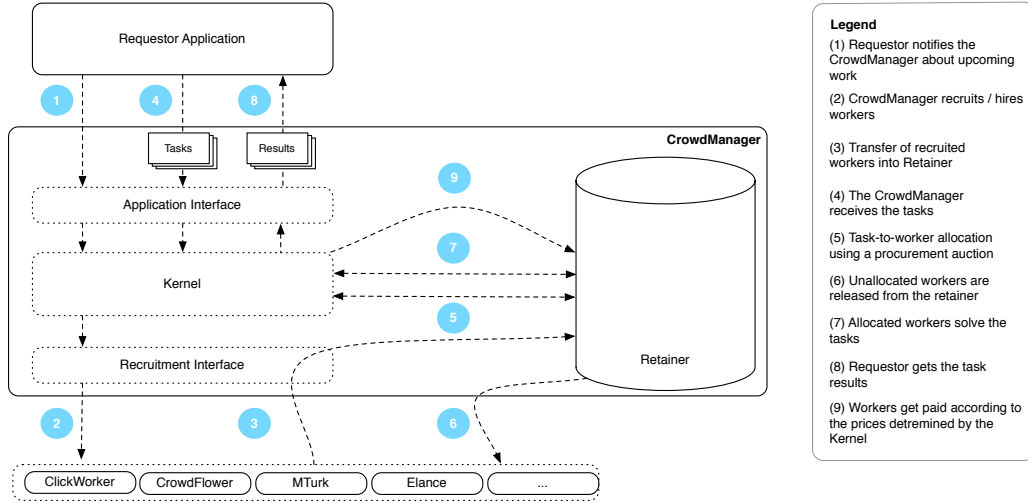 Requestor Application
1
4
8
CrowdManager
Tasks
Results
9
Application Interface
7
Kernel
5
Recruitment Interface
Retainer
2
3
6
ClickWorker
CrowdFlower
MTurk
Elance
...
Legend
(1) Requestor notifies the
CrowdManager about upcoming
work
(2) CrowdManager recruits / hires
workers
(3) Transfer of recruited
workers into Retainer
(4) The CrowdManager
receives the tasks
(5) Task-to-worker allocation
using a procurement auction
(6) Unallocated workers are
released from the retainer
(7) Allocated workers solve the
tasks
(8) Requestor gets the task
results
(9) Workers get paid according to
the prices detremined by the
Kernel